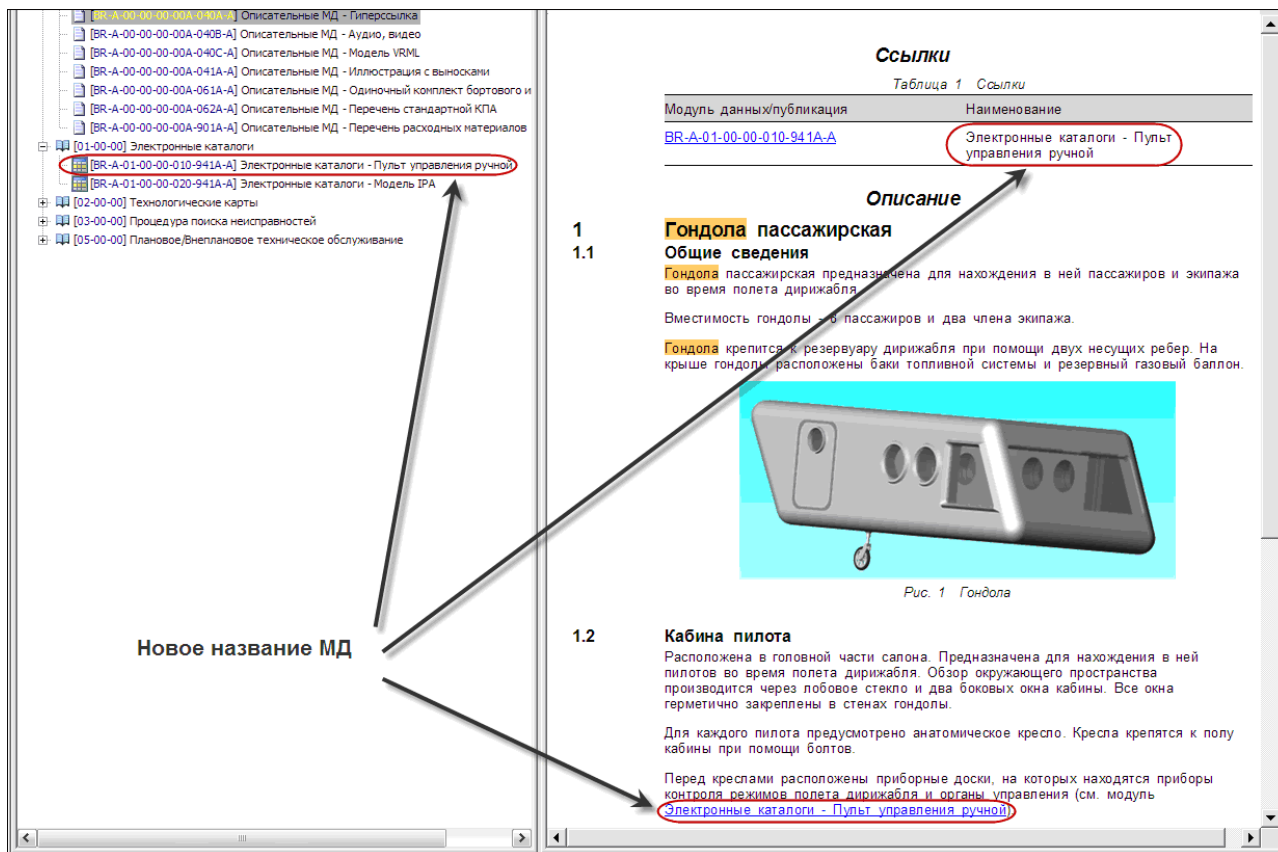 [BR-A-00-00-00-00A-040A-A] Описательные МД - Гиперссылка
[BR-A-00-00-00-00A-040B-A] Описательные МД - Аудио, видео
[BR-A-00-00-00-00A-040C-A] Описательные МД - Модель VRML
[BR-A-00-00-00-00A-041A-A] Описательные МД - Иллюстрация с выносками
[BR-A-00-00-00-00A-061A-A] Описательные МД - Одиночный комплект бортового и
[BR-A-00-00-00-00A-062A-A] Описательные МД - Перечень стандартной КПА
[BR-A-00-00-00-00A-901A-A] Описательные МД - Перечень расходных материалов
[01-00-00] Электронные каталоги
[BR-A-01-00-00-010-941A-A] Электронные каталоги - Пульт управления ручной
[BR-A-01-00-00-020-941A-A] Электронные каталоги - Модель IPA
[02-00-00] Технологические карты
[03-00-00] Процедура поиска неисправностей
[05-00-00] Плановое/Внеплановое техническое обслуживание
Новое название МД
Ссылки
Таблица 1 Ссылки
Модуль данных/публикация Наименование
BR-A-01-00-00-010-941A-A Электронные каталоги - Пульт
управления ручной
Описание
1 Гондола пассажирская
1.1 Общие сведения
Гондола пассажирская предназначена для нахождения в ней пассажиров и экипажа
во время полета дирижабля.
Вместимость гондолы - 8 пассажиров и два члена экипажа.
Гондола крепится к резервуару дирижабля при помощи двух несущих ребер. На
крыше гондолы расположены баки топливной системы и резервный газовый баллон.
Рис. 1 Гондола
1.2 Кабина пилота
Расположена в головной части салона. Предназначена для нахождения в ней
пилотов во время полета дирижабля. Обзор окружающего пространства
производится через лобовое стекло и два боковых окна кабины. Все окна
герметично закреплены в стенах гондолы.
Для каждого пилота предусмотрено анатомическое кресло. Кресла крепятся к полу
кабины при помощи болтов.
Перед креслами расположены приборные доски, на которых находятся приборы
контроля режимов полета дирижабля и органы управления (см. модуль
Электронные каталоги - Пульт управления ручной)